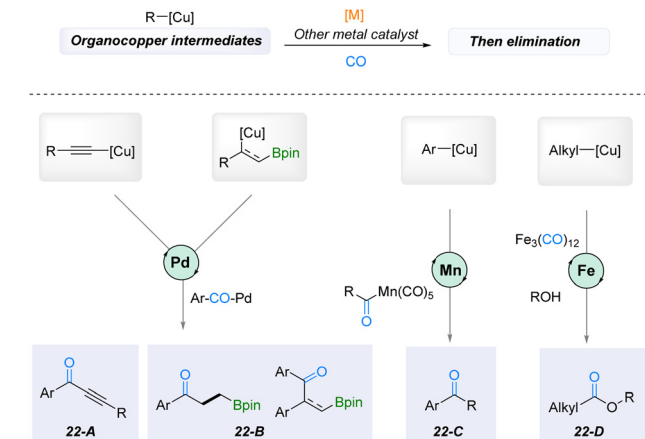 R—[Cu]
[M]
Organocopper intermediates
Other metal catalyst
Then elimination
CO
R
[Cu]
[Cu]
R
Bpin
Ar—[Cu]
Alkyl—[Cu]
Pd
Ar-CO-Pd
Mn
R
Mn(CO)5
O
Fe3(CO)12
Fe
ROH
O
Ar
R
22-A
O
Ar
Bpin
Ar
O
Ar
Bpin
22-B
O
Ar
R
22-C
O
Alkyl
O
R
22-D